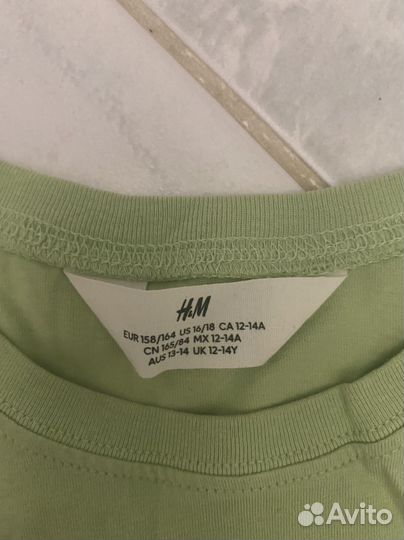 H&M
EUR 158/164 US 16/18 CA 12-14A
CN 165/84 MX 12-14A
AUS 13-14 UK 12-14Y
Avito